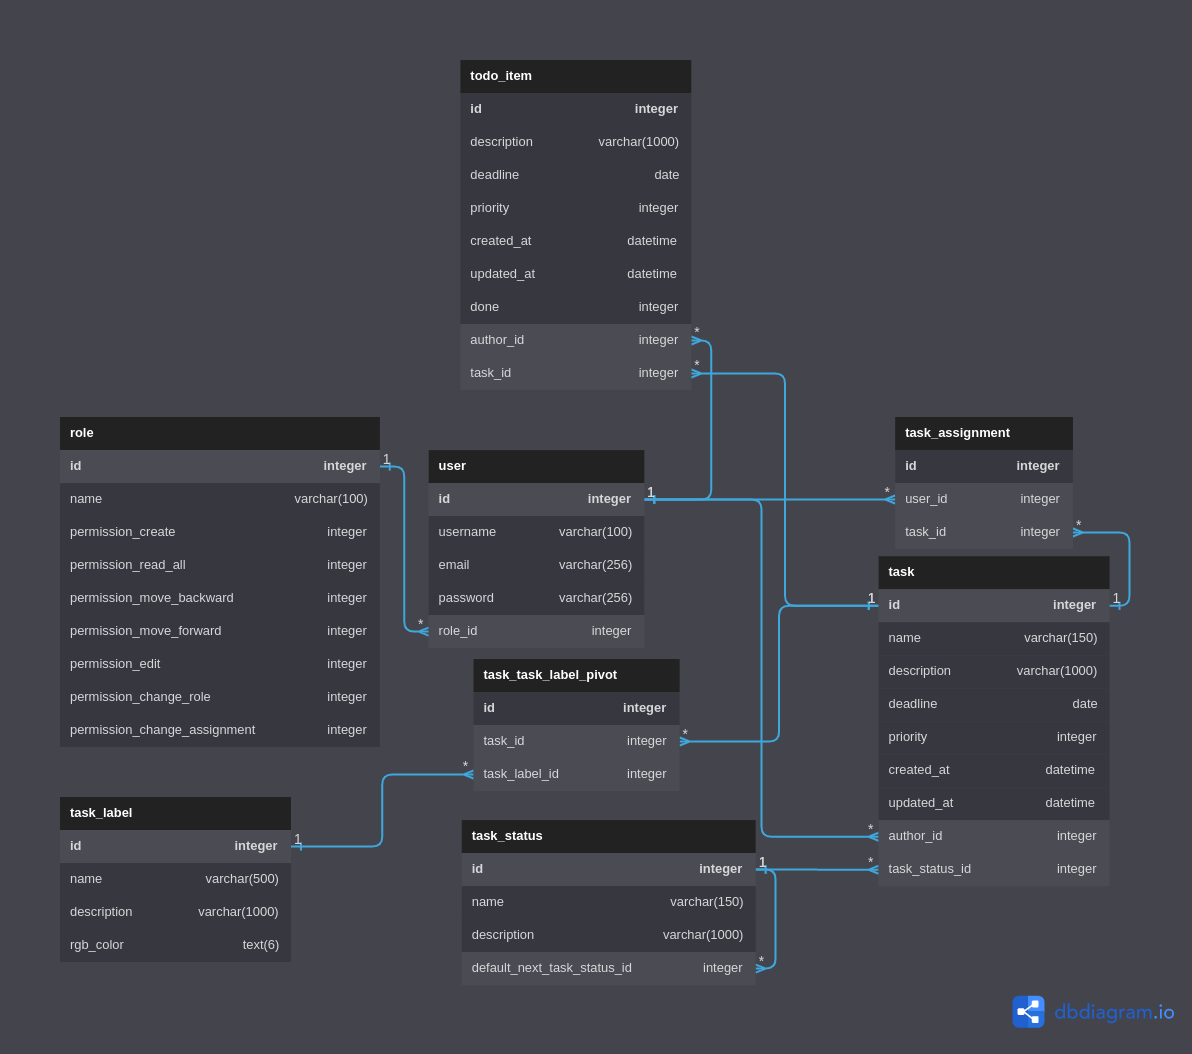 todo_item
id integer
description varchar(1000)
deadline date
priority integer
created_at datetime
updated_at datetime
done integer
author_id integer *
task_id integer *
role
id integer 1
name varchar(100)
permission_create integer
permission_read_all integer
permission_move_backward integer
permission_move_forward integer
permission_edit integer
permission_change_role integer
permission_change_assignment integer
user
id integer 1
username varchar(100)
email varchar(256)
password varchar(256)
* role_id integer
task_assignment
id integer
* user_id integer
task_id integer *
task
1 id integer 1
name varchar(150)
description varchar(1000)
deadline date
priority integer
created_at datetime
updated_at datetime
* author_id integer
* task_status_id integer
task_task_label_pivot
id integer
task_id integer *
* task_label_id integer
task_label
id integer 1
name varchar(500)
description varchar(1000)
rgb_color text(6)
task_status
id integer 1
name varchar(150)
description varchar(1000)
default_next_task_status_id integer *
dbdiagram.io